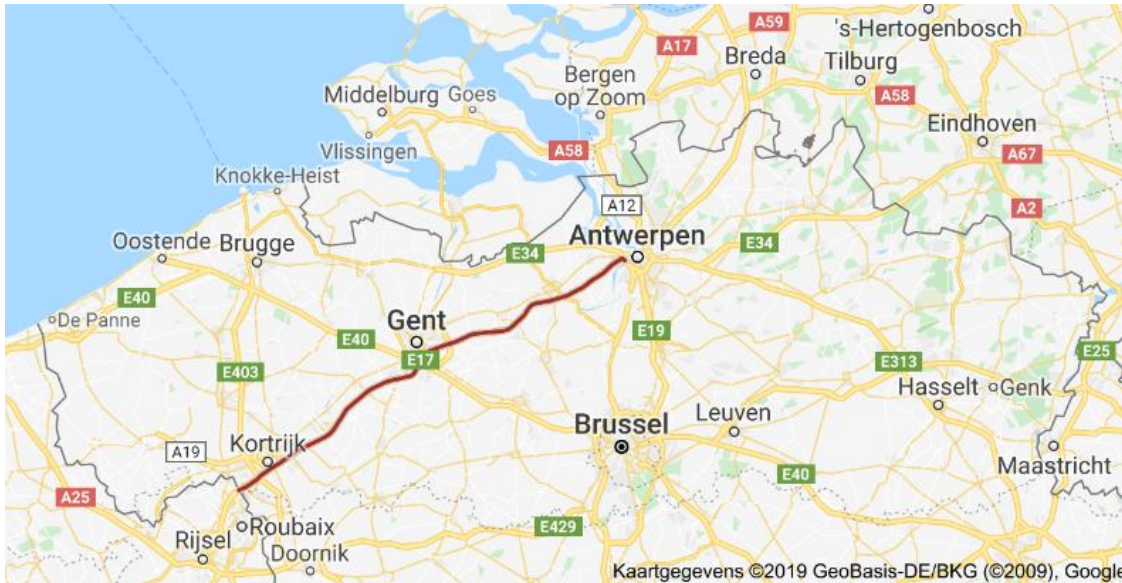 A59
's-Hertogenbosch
A17
Breda
Tilburg
Bergen
op Zoom
Middelburg
Goes
A58
Eindhoven
Vlissingen
A58
A67
Knokke-Heist
A12
A2
Antwerpen
Oostende
Brugge
E34
E34
E40
De Panne
Gent
E40
E17
E19
E25
E403
E313
Hasselt
Genk
Brussel
Leuven
A19
Kortrijk
Maastricht
E40
A25
Roubaix
E429
Rijsel
Doornik
Kaartgegevens ©2019 GeoBasis-DE/BKG (©2009), Google